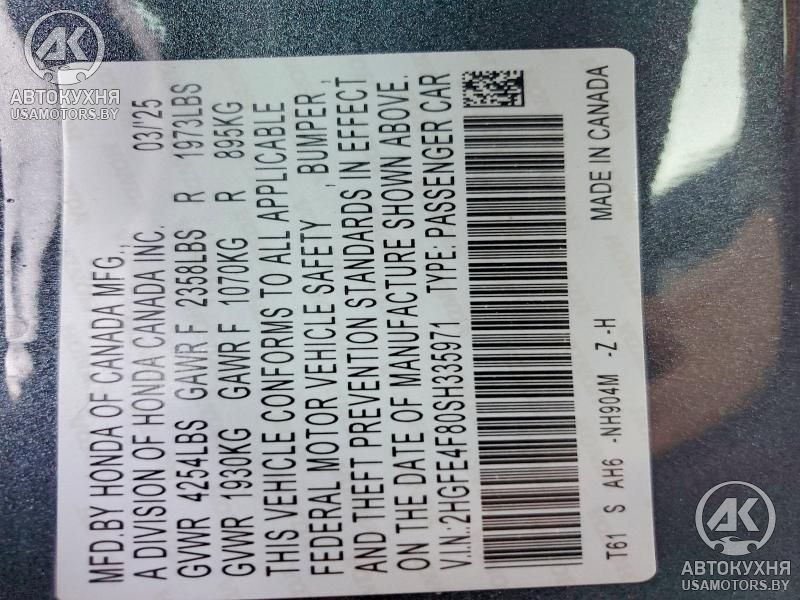 AK
АВТОКУХНЯ
USAMOTORS.BY
MFD.BY HONDA OF CANADA MFG., 03/'25
A DIVISION OF HONDA CANADA INC.
GVWR 4254LBS GAWR F 2358LBS R 1973LBS
GVWR 1930KG GAWR F 1070KG R 895KG
THIS VEHICLE CONFORMS TO ALL APPLICABLE
FEDERAL MOTOR VEHICLE SAFETY , BUMPER ,
AND THEFT PREVENTION STANDARDS IN EFFECT
ON THE DATE OF MANUFACTURE SHOWN ABOVE.
V.I.N.:2HGFE4F80SH335971 TYPE: PASSENGER CAR
T61 S AH6 -NH904M -Z -H MADE IN CANADA
AK
АВТОКУХНЯ
USAMOTORS.BY